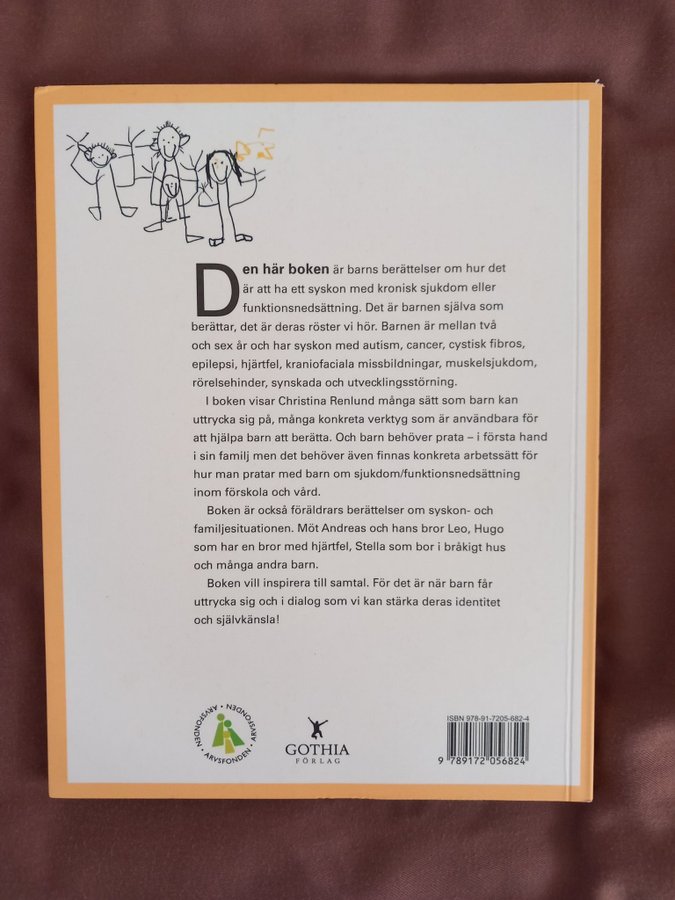 Den här boken är barns berättelser om hur det
är att ha ett syskon med kronisk sjukdom eller
funktionsnedsättning. Det är barnen själva som
berättar, det är deras röster vi hör. Barnen är mellan två
och sex år och har syskon med autism, cancer, cystisk fibros,
epilepsi, hjärtfel, kraniofaciala missbildningar, muskelsjukdom,
rörelsehinder, synskada och utvecklingsstörning.
I boken visar Christina Renlund många sätt som barn kan
uttrycka sig på, många konkreta verktyg som är användbara för
att hjälpa barn att berätta. Och barn behöver prata – i första hand
i sin familj men det behöver även finnas konkreta arbetssätt för
hur man pratar med barn om sjukdom/funktionsnedsättning
inom förskola och vård.
Boken är också föräldrars berättelser om syskon- och
familjesituationen. Möt Andreas och hans bror Leo, Hugo
som har en bror med hjärtfel, Stella som bor i bråkigt hus
och många andra barn.
Boken vill inspirera till samtal. För det är när barn får
uttrycka sig och i dialog som vi kan stärka deras identitet
och självkänsla!
ARVSFONDEN • ARVSFONDEN • ARVSFONDEN •
GOTHIA
FÖRLAG
ISBN 978-91-7205-682-4
9 789172 056824